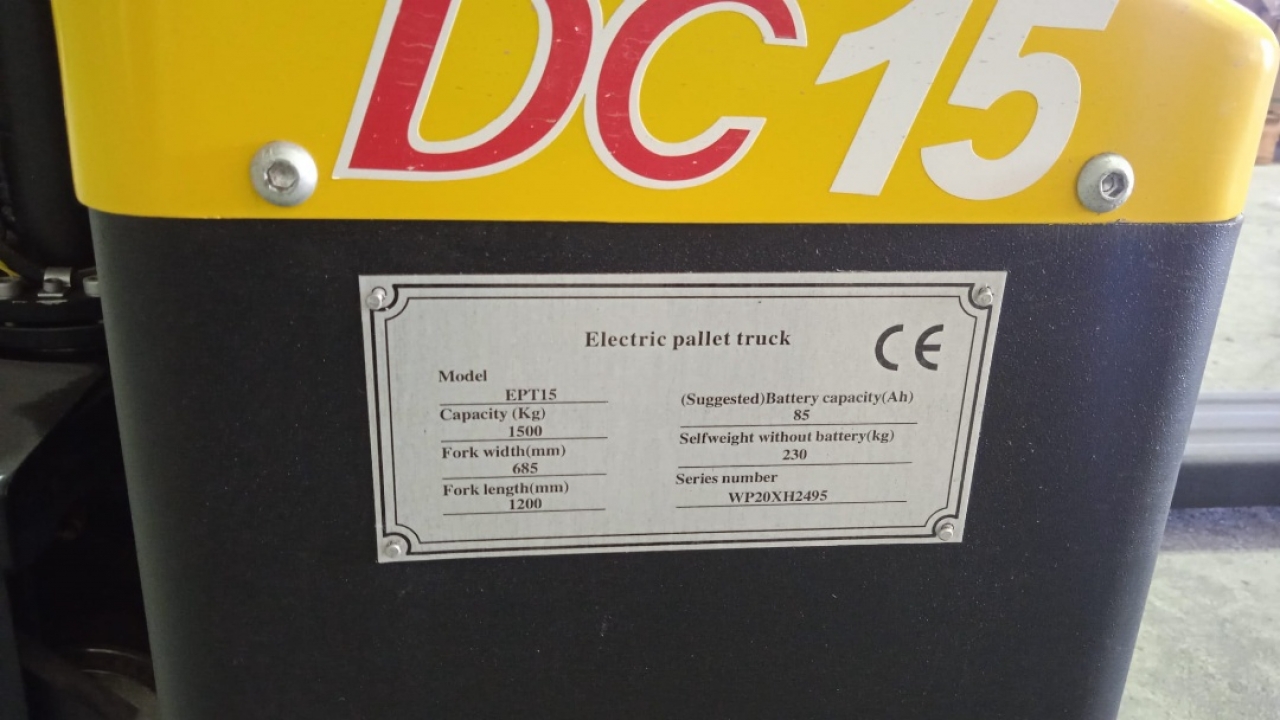 DC15
Electric pallet truck
CE
Model
EPT15
Capacity (Kg)
1500
Fork width(mm)
685
Fork length(mm)
1200
(Suggested)Battery capacity(Ah)
85
Selfweight without battery(kg)
230
Series number
WP20XH2495